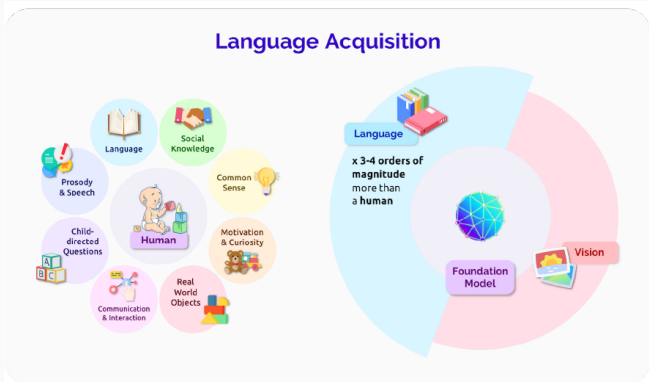 Language Acquisition
Language
Social
Knowledge
Prosody
& Speech
Common
Sense
Child-
directed
Questions
A
B C
Human
Motivation
& Curiosity
Communication
& Interaction
Real
World
Objects
Language
x 3-4 orders of
magnitude
more than
a human
Foundation
Model
Vision